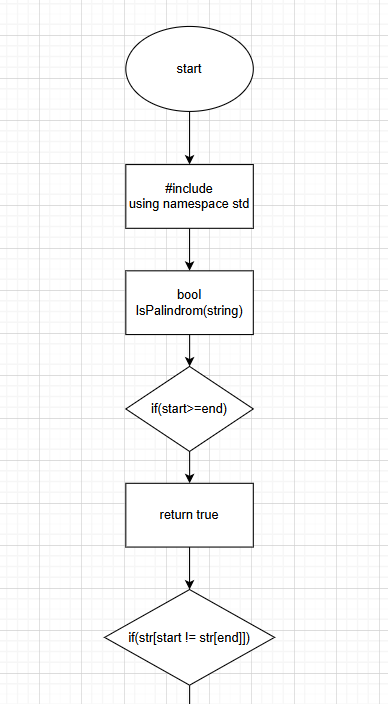 start
#include
using namespace std
bool
IsPalindrom(string)
if(start>=end)
return true
if(str[start != str[end]])